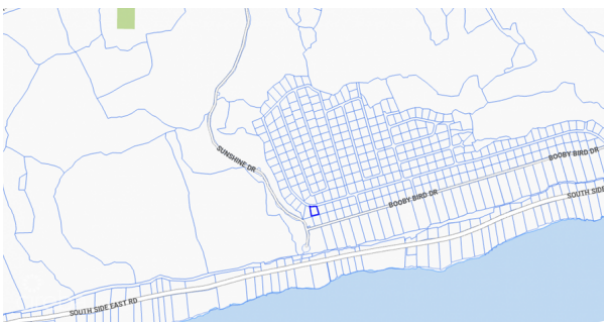 SUNSHINE DR
BOOBY BIRD DR
BOOBY BIRD DR
SOUTH SIDE
SOUTH SIDE EAST RD